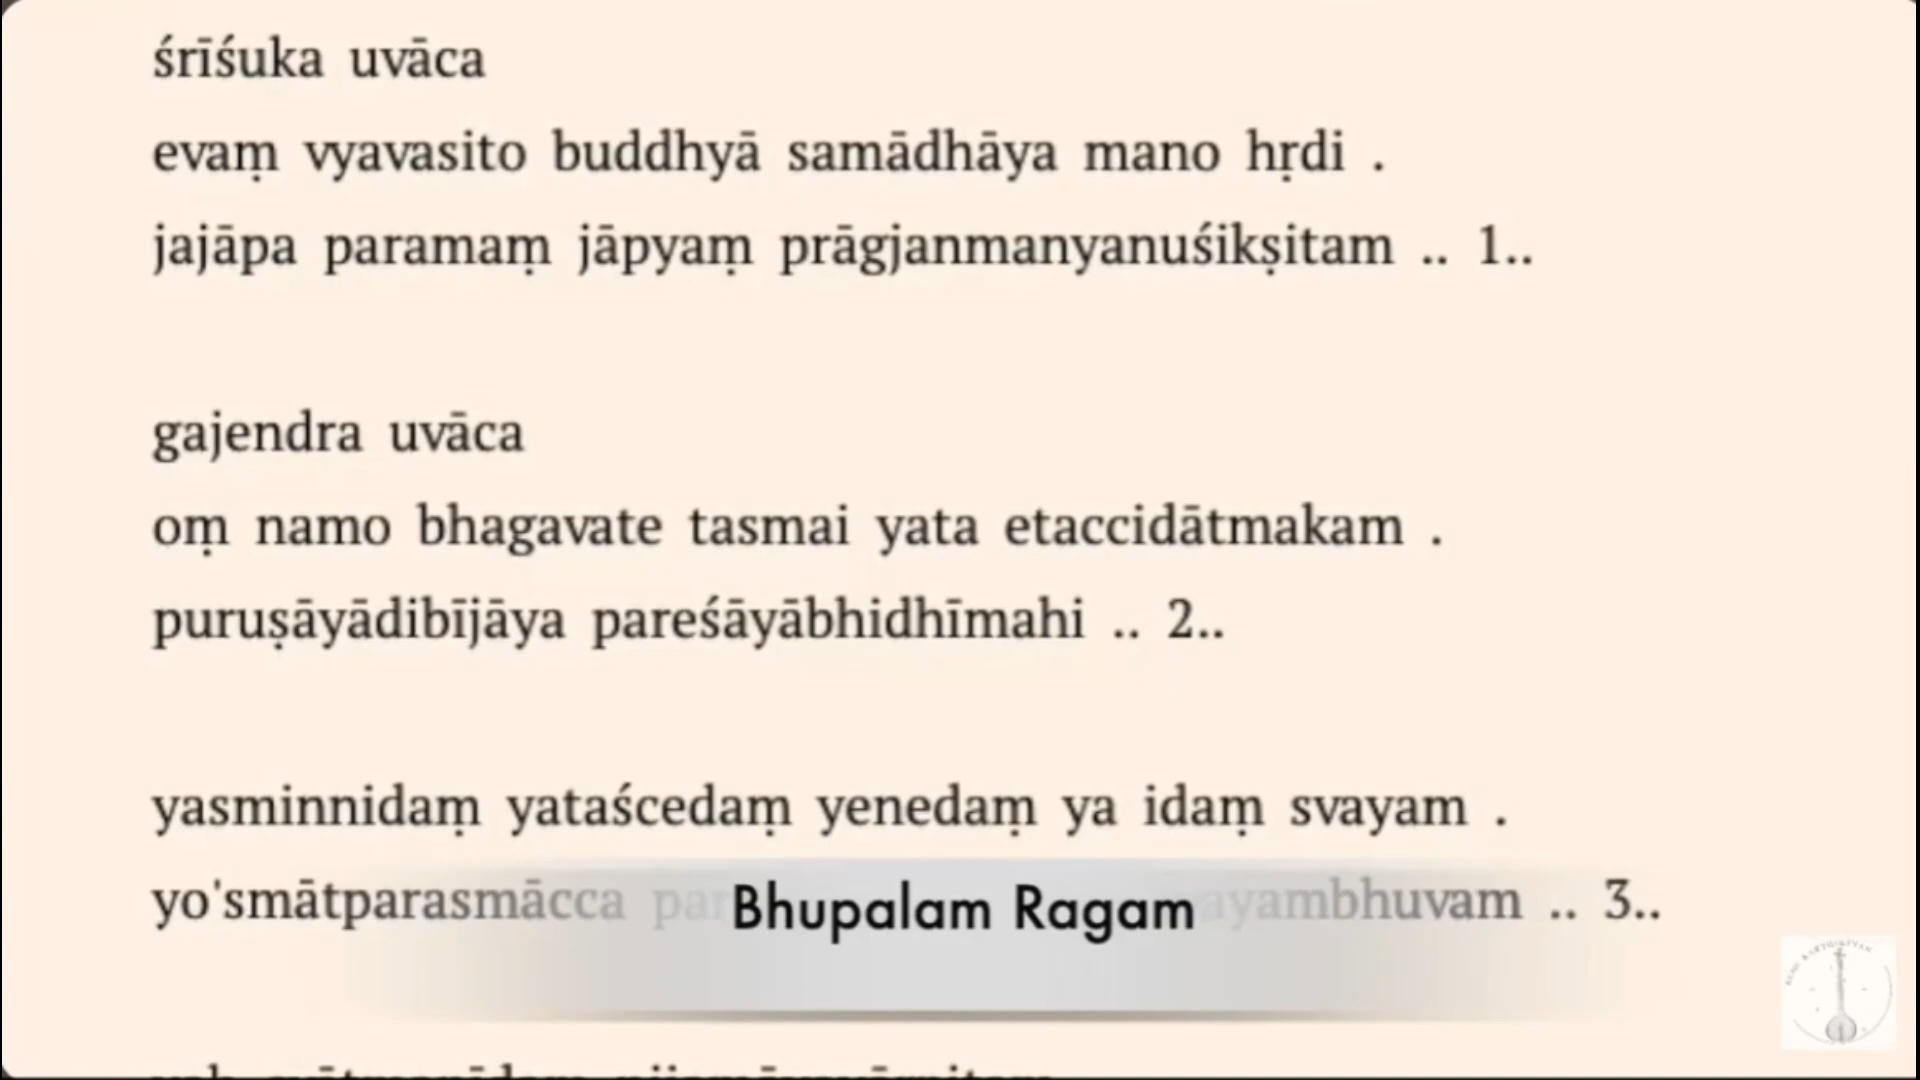 śrīśuka uvāca
evaṃ vyavasito buddhyā samādhāya mano hṛdi .
jajāpa paramaṃ jāpyaṃ prāgjanmanyanuśikṣitam .. 1..
gajendra uvāca
oṃ namo bhagavate tasmai yata etaccidātmakam .
puruṣāyādibījāya pareśāyābhidhīmahi .. 2..
yasminnidaṃ yataścedaṃ yenedaṃ ya idaṃ svayam .
yo'smātparasmācca .. 3..
Bhupalam Ragam